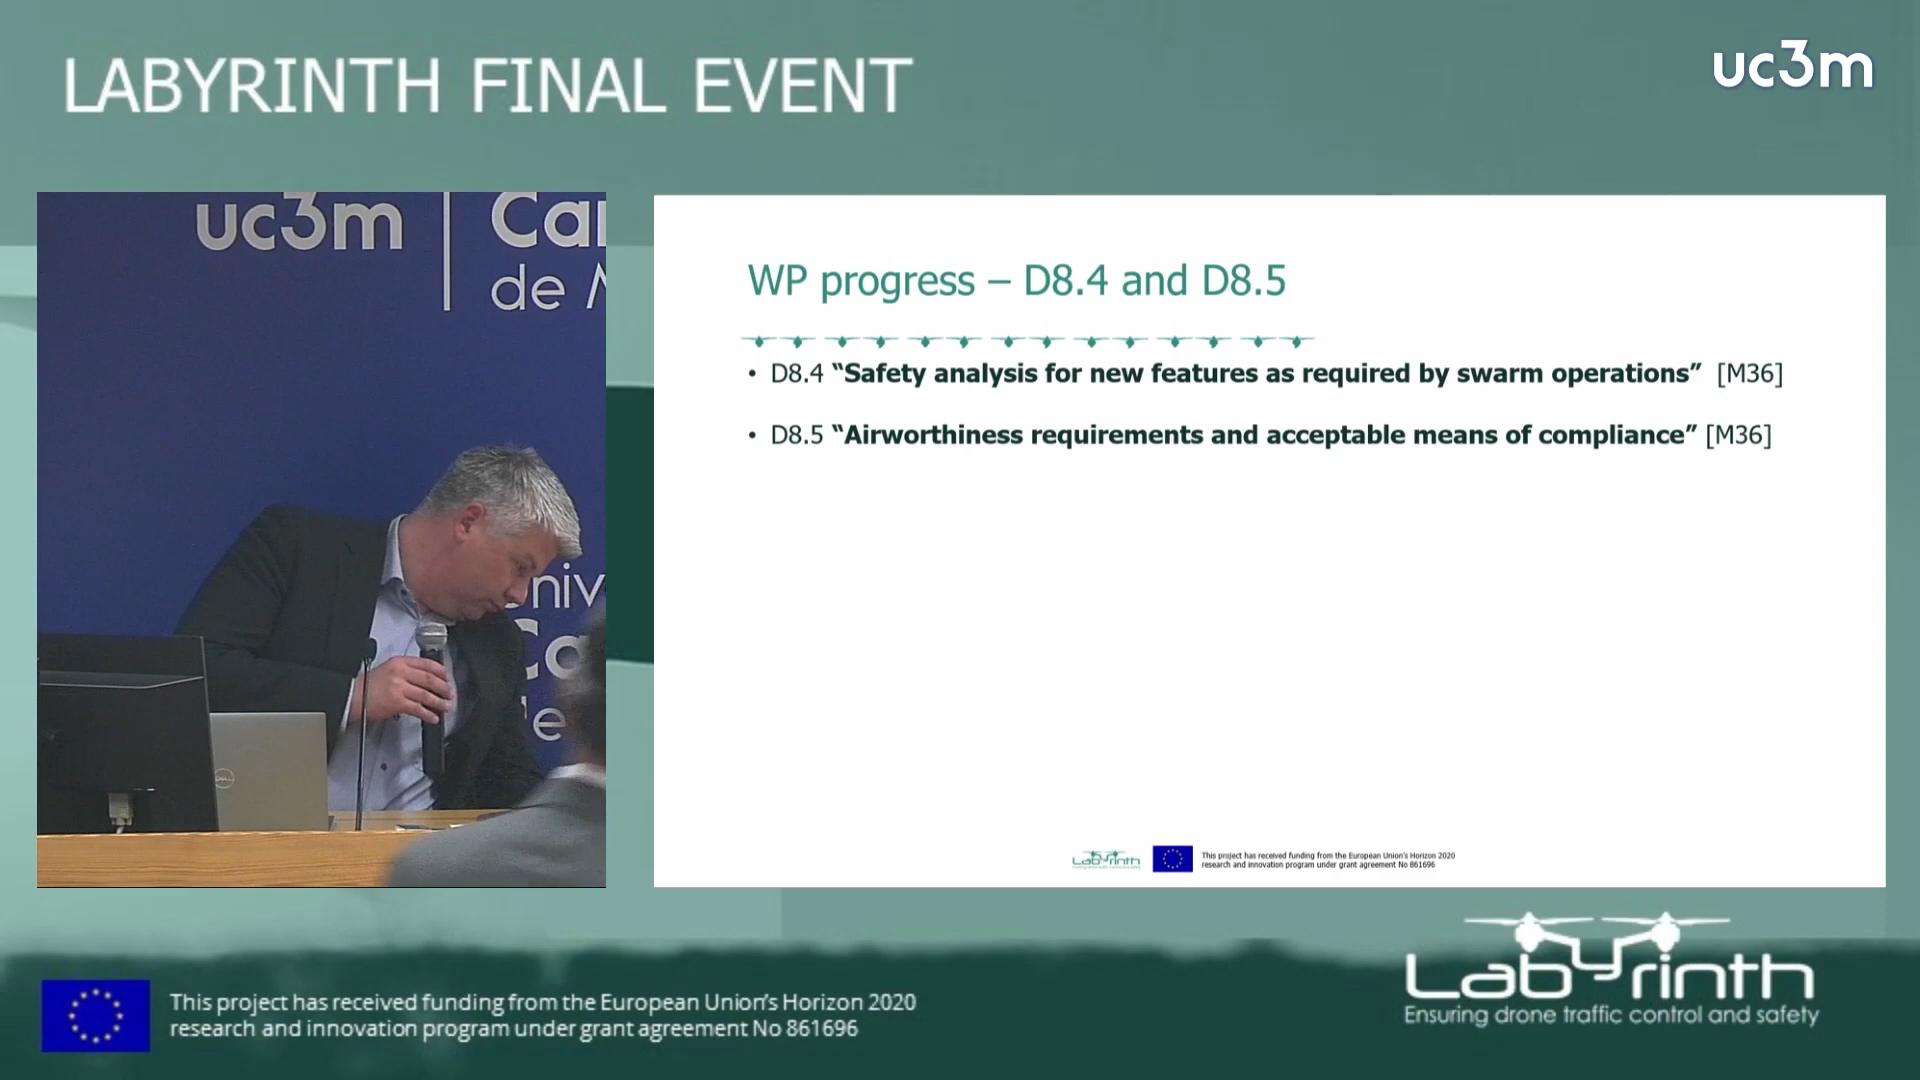 LABYRINTH FINAL EVENT
uc3m
uc3m
de
WP progress – D8.4 and D8.5
• D8.4 “Safety analysis for new features as required by swarm operations” [M36]
• D8.5 “Airworthiness requirements and acceptable means of compliance” [M36]
Labyrinth
This project has received funding from the European Union's Horizon 2020
research and innovation program under grant agreement No 861696
This project has received funding from the European Union's Horizon 2020
research and innovation program under grant agreement No 861696
Labyrinth
Ensuring drone traffic control and safety